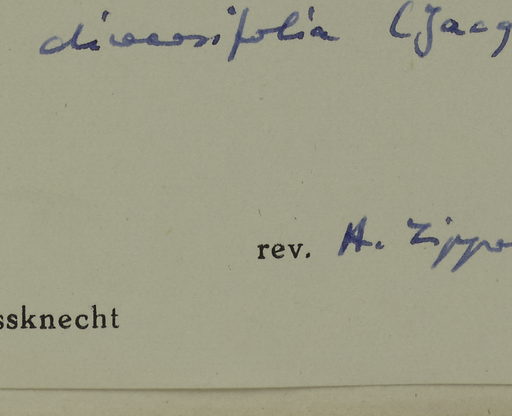 diversifolia (Jacq
rev. H. Zippe
ssknecht